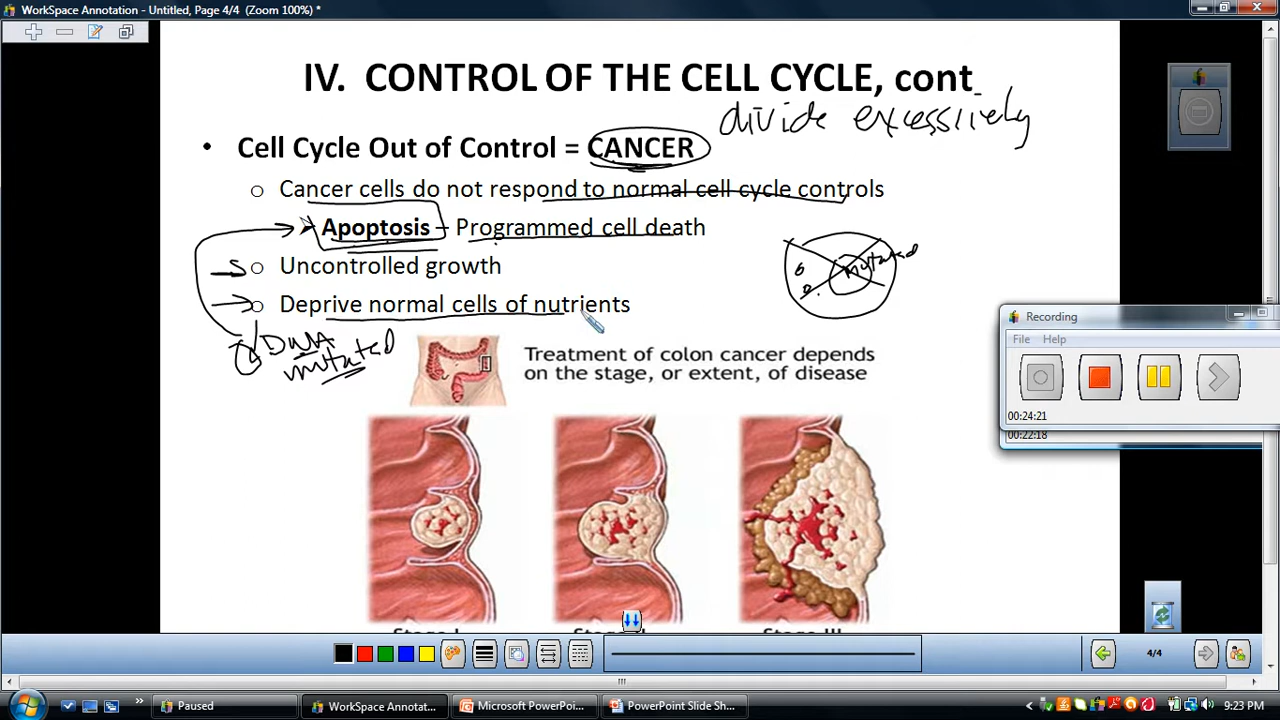 WorkSpace Annotation - Untitled, Page 4/4 (Zoom 100%) *
IV. CONTROL OF THE CELL CYCLE, cont
divide excessively
• Cell Cycle Out of Control = CANCER
o Cancer cells do not respond to normal cell cycle controls
➤ Apoptosis – Programmed cell death
mutated
o Uncontrolled growth
o Deprive normal cells of nutrients
DNA
mutated
Treatment of colon cancer depends
on the stage, or extent, of disease
Recording
File Help
00:24:21
00:22:18
Stage I
Stage III
4/4
Paused
WorkSpace Annotat...
Microsoft PowerPoi...
PowerPoint Slide Sh...
9:23 PM